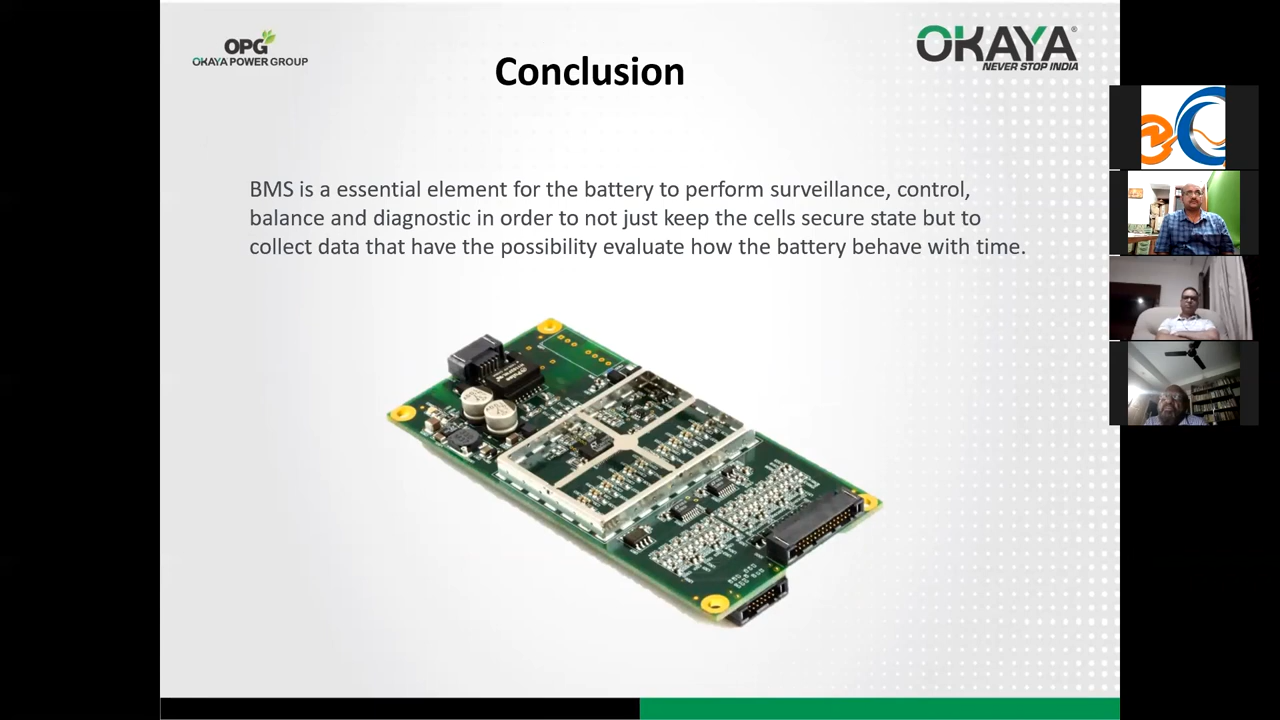 OPG
OKAYA POWER GROUP
OKAYA®
NEVER STOP INDIA
Conclusion
BMS is a essential element for the battery to perform surveillance, control,
balance and diagnostic in order to not just keep the cells secure state but to
collect data that have the possibility evaluate how the battery behave with time.